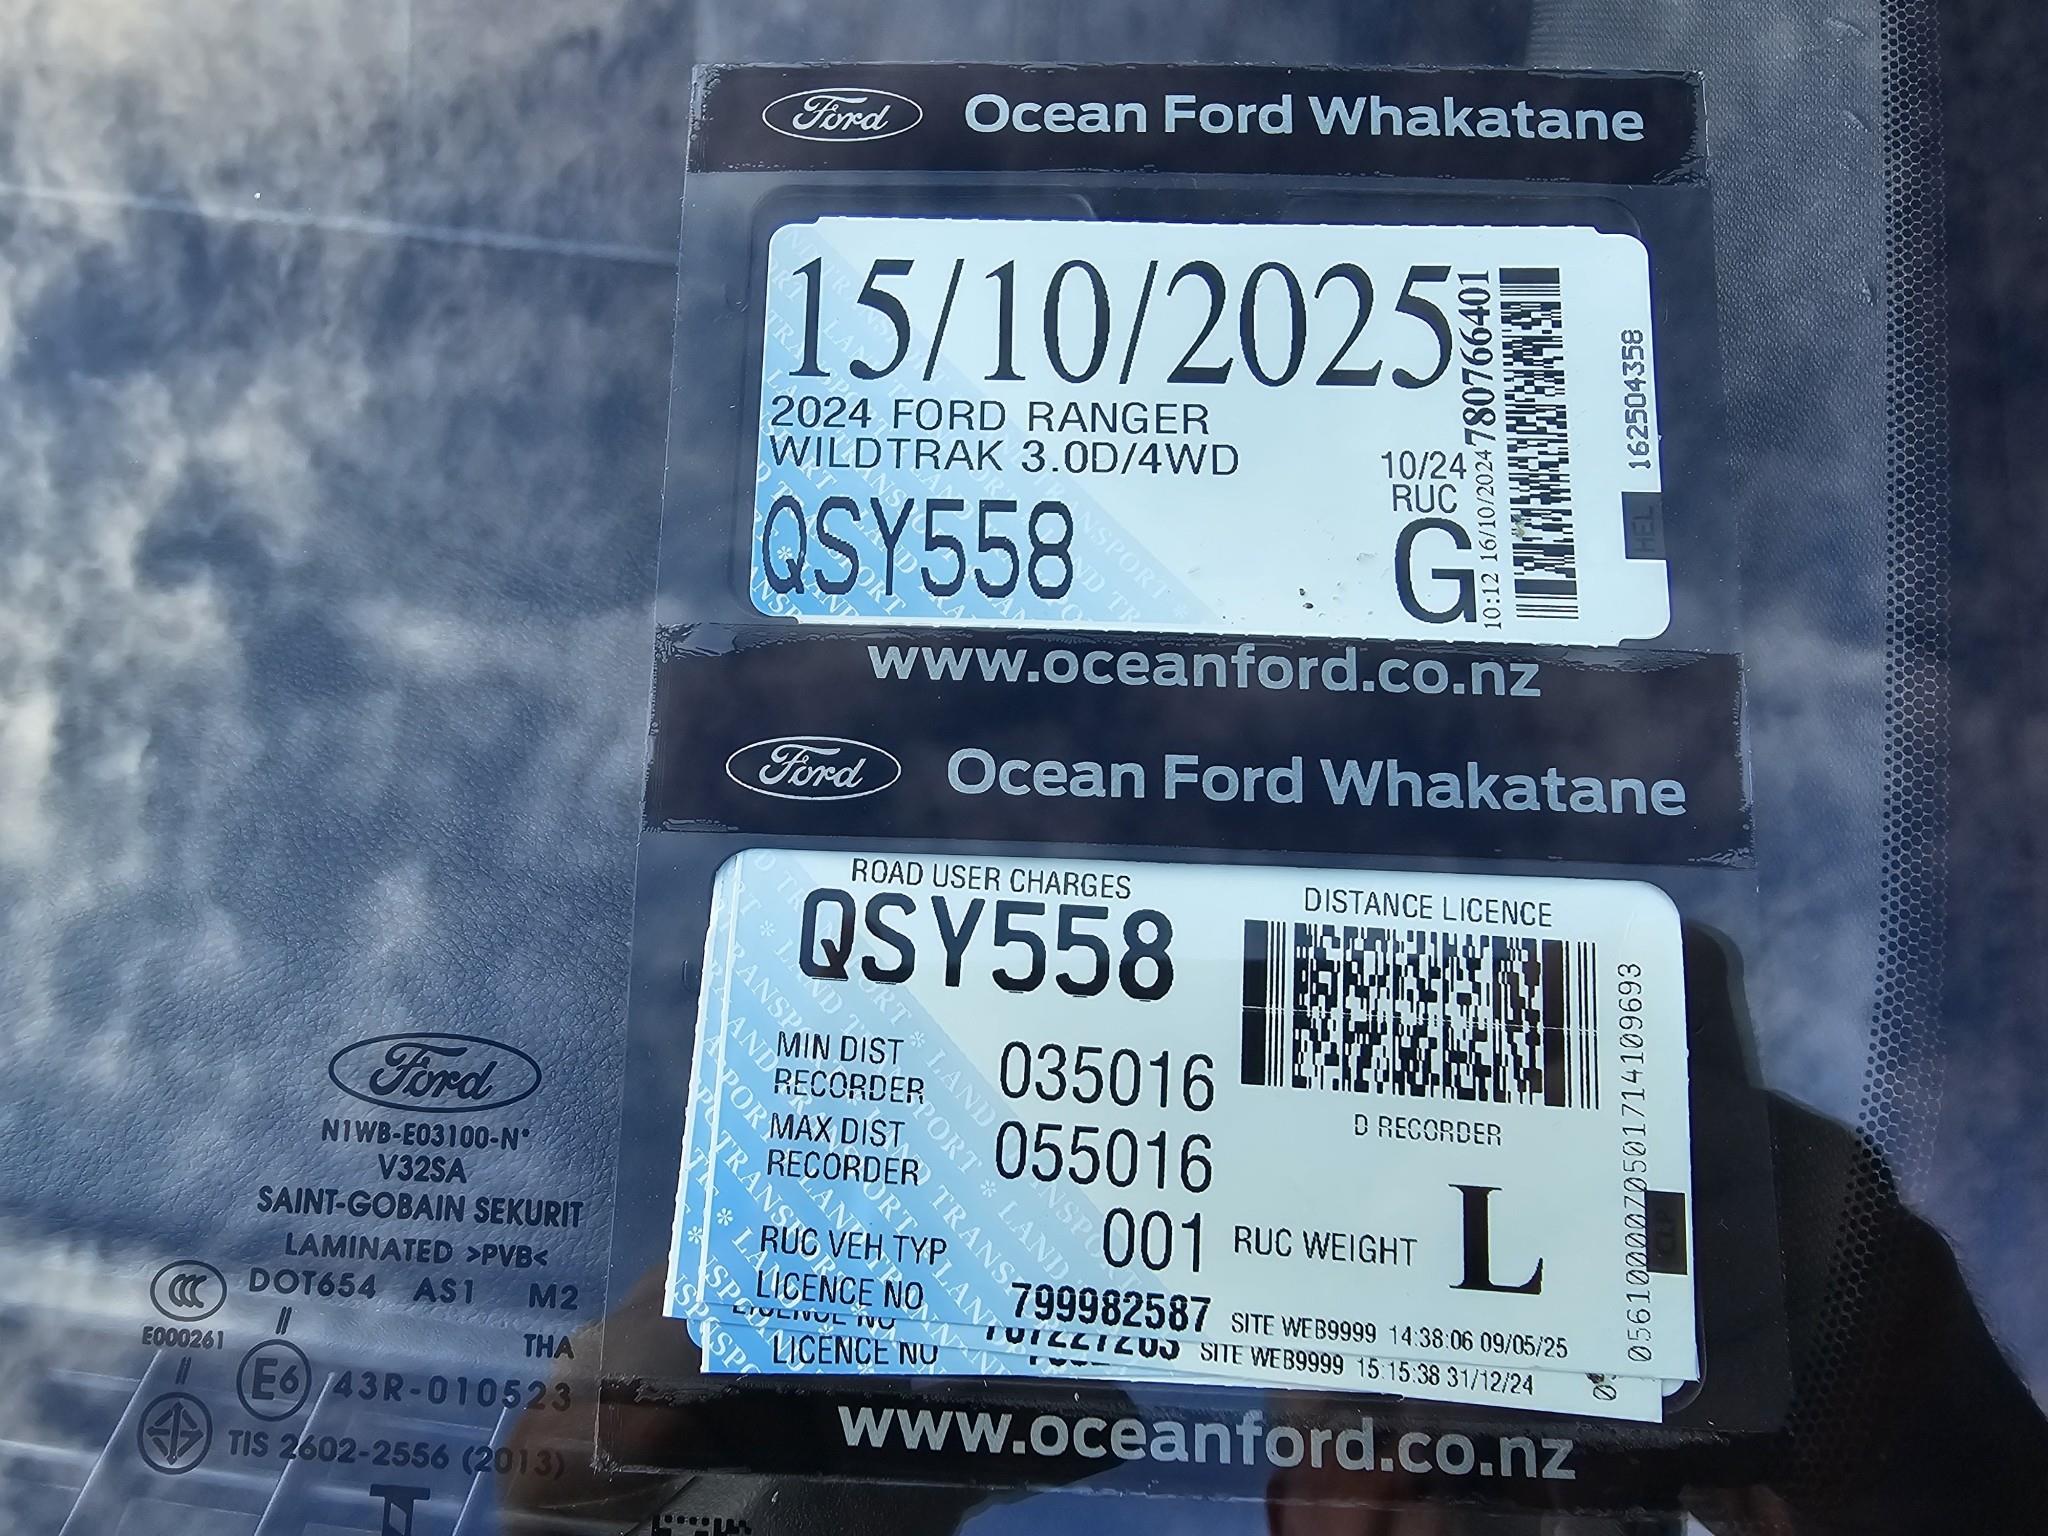 Ford Ocean Ford Whakatane
15/10/2025
2024 FORD RANGER
WILDTRAK 3.0D/4WD
QSY558
10/24
RUC
G
10:12 16/10/2024 780766401
162504358
HEL
www.oceanford.co.nz
Ford Ocean Ford Whakatane
ROAD USER CHARGES
QSY558
DISTANCE LICENCE
MIN DIST
RECORDER 035016
D RECORDER
MAX DIST
RECORDER 055016
RUC VEH TYP 001 RUC WEIGHT L
LICENCE NO 799982587 SITE WEB9999 14:38:06 09/05/25
CLP
LICENCE NO
LICENCE NO SITE WEB9999 15:15:38 31/12/24
www.oceanford.co.nz
Ford
N1WB-E03100-N*
V32SA
SAINT-GOBAIN SEKURIT
LAMINATED >PVB<
CCC DOT654 AS1 M2
E000261
THA
E6 43R-010523
TIS 2602-2556 (2013)